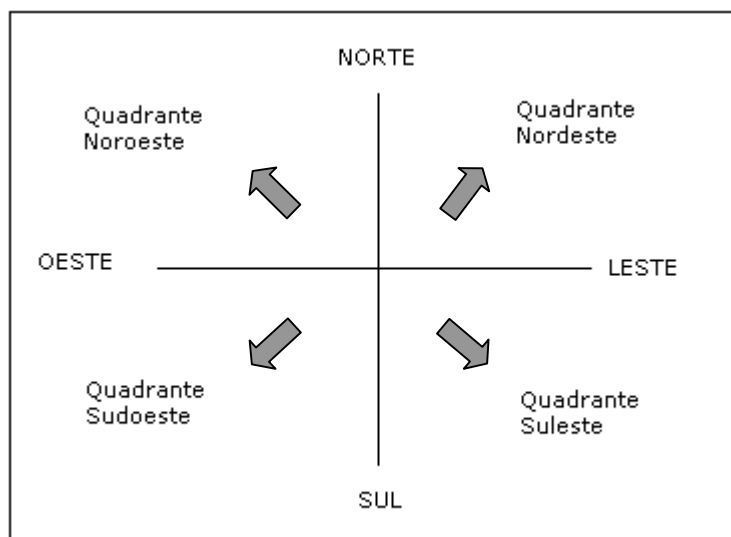 NORTE
Quadrante
Noroeste
Quadrante
Nordeste
OESTE
LESTE
Quadrante
Sudoeste
Quadrante
Suleste
SUL